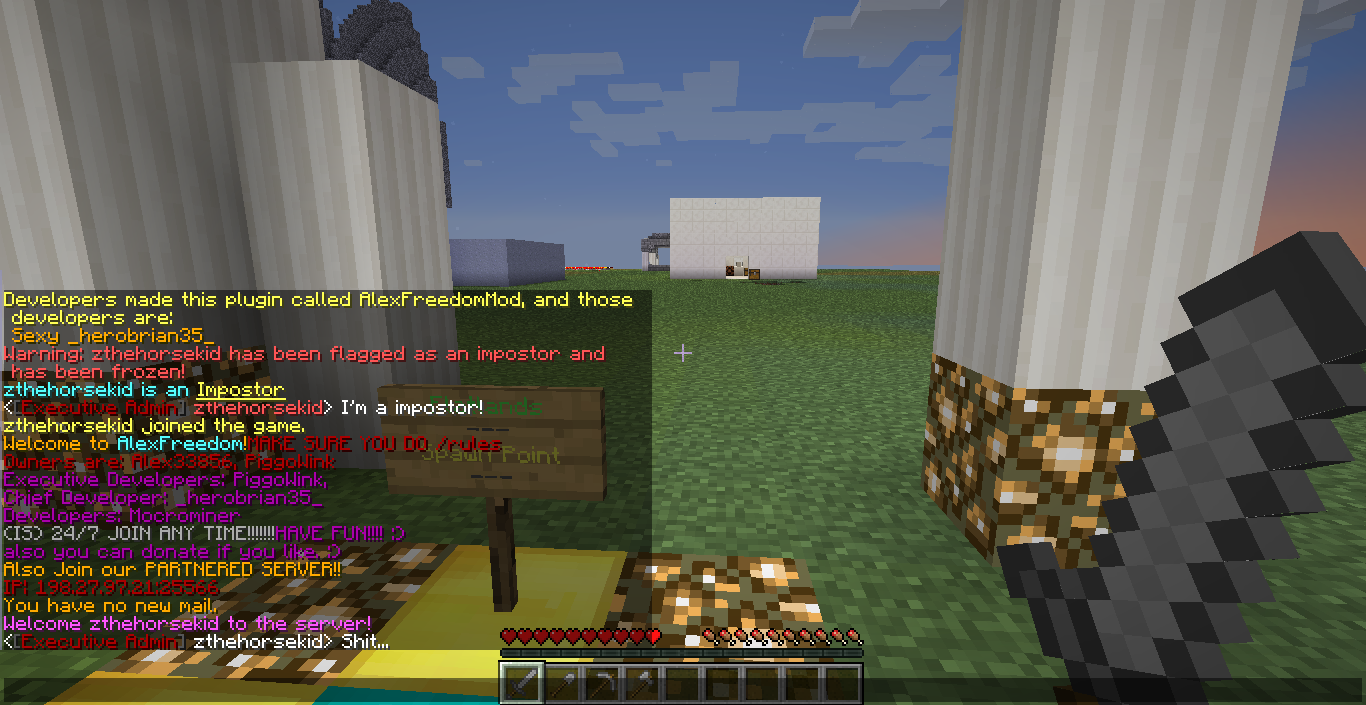 Developers made this plugin called AlexFreedomMod, and those
developers are:
Sexy _herobrian35_
Warning: zthehorsekid has been flagged as an impostor and
has been frozen!
zthehorsekid is an Impostor
<[Executive Admin] zthehorsekid> I'm a impostor!
zthehorsekid joined the game.
Welcome to AlexFreedom!MAKE SURE YOU DO: /rules
Owners are: Alex33856, PiggoWink
Executive Developers: PiggoWink,
Chief Developer: _herobrian35_
Developers: Mocrominer
(IS) 24/7 JOIN ANY TIME!!!!!!!HAVE FUN!!!! :)
also you can donate if you like. :)
Also Join our PARTNERED SERVER!!
IP! 198.27.97.21:25566
You have no new mail.
Welcome zthehorsekid to the server!
<[Executive Admin] zthehorsekid> Shit...
Spawn Point